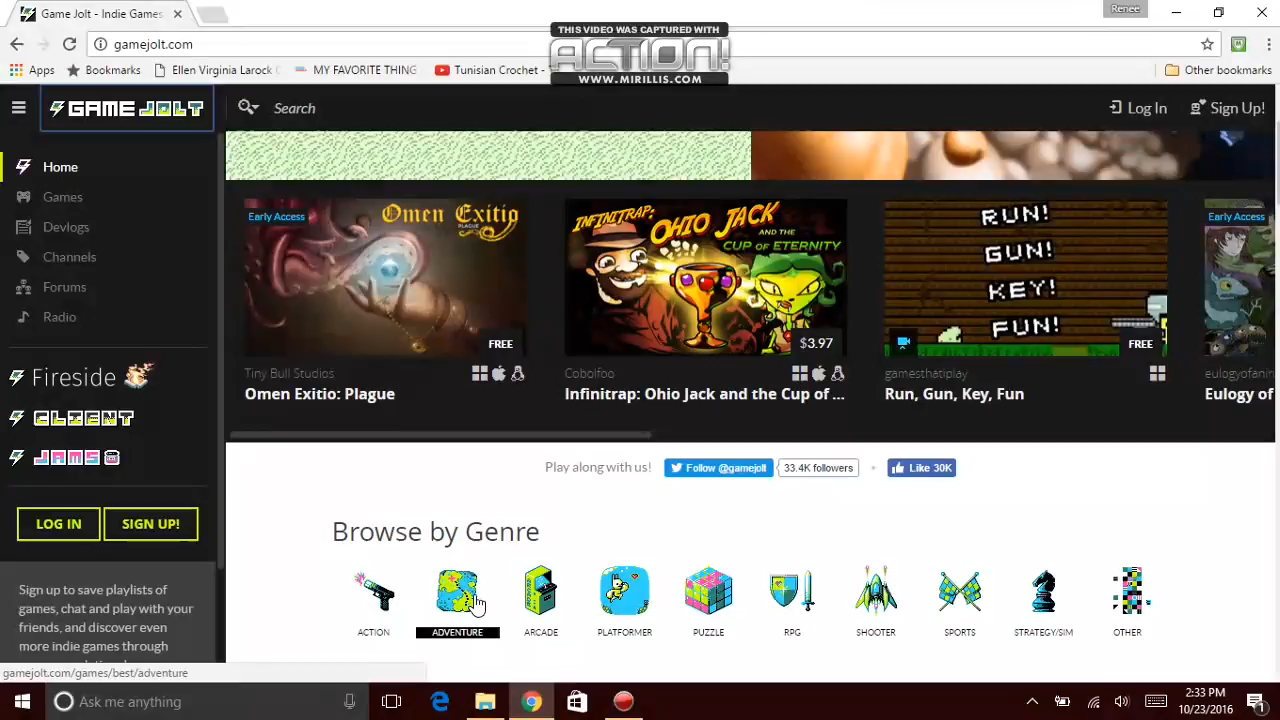 Game Jolt - Indie Games
Renee
THIS VIDEO WAS CAPTURED WITH
ACTION!
WWW.MIRILLIS.COM
gamejolt.com
Apps
Bookmarks
Ellen Virginia Larock
MY FAVORITE THING
Tunisian Crochet -
Other bookmarks
GAME JOLT
Search
Log In
Sign Up!
Home
Games
Devlogs
Channels
Forums
Radio
Fireside
CLIENT
JAMS
LOG IN
SIGN UP!
Sign up to save playlists of
games, chat and play with your
friends, and discover even
more indie games through
Early Access
Omen Exitio
PLAGUE
FREE
Tiny Bull Studios
Omen Exitio: Plague
INFINITRAP:
OHIO JACK
AND THE
CUP OF ETERNITY
$3.97
Cobolfoo
Infinitrap: Ohio Jack and the Cup of ...
RUN!
GUN!
KEY!
FUN!
FREE
gamesthatiplay
Run, Gun, Key, Fun
Early Access
eulogyofanir
Eulogy of
Play along with us!
Follow @gamejolt
33.4K followers
Like 30K
Browse by Genre
ACTION
ADVENTURE
ARCADE
PLATFORMER
PUZZLE
RPG
SHOOTER
SPORTS
STRATEGY/SIM
OTHER
gamejolt.com/games/best/adventure
Ask me anything
2:33 PM
10/23/2016
1